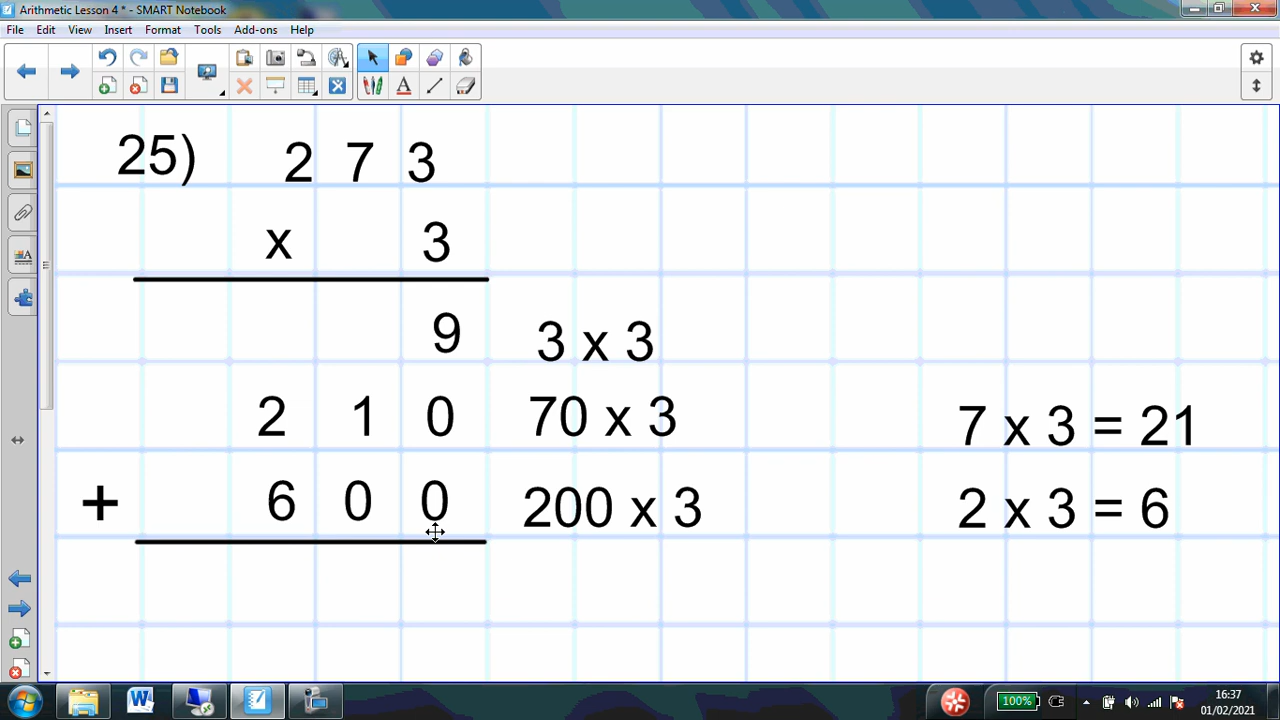 Arithmetic Lesson 4 * - SMART Notebook
File Edit View Insert Format Tools Add-ons Help
25) 2 7 3
x 3
9 3 x 3
2 1 0 70 x 3 7 x 3 = 21
+ 6 0 0 200 x 3 2 x 3 = 6
100% 16:37
01/02/2021